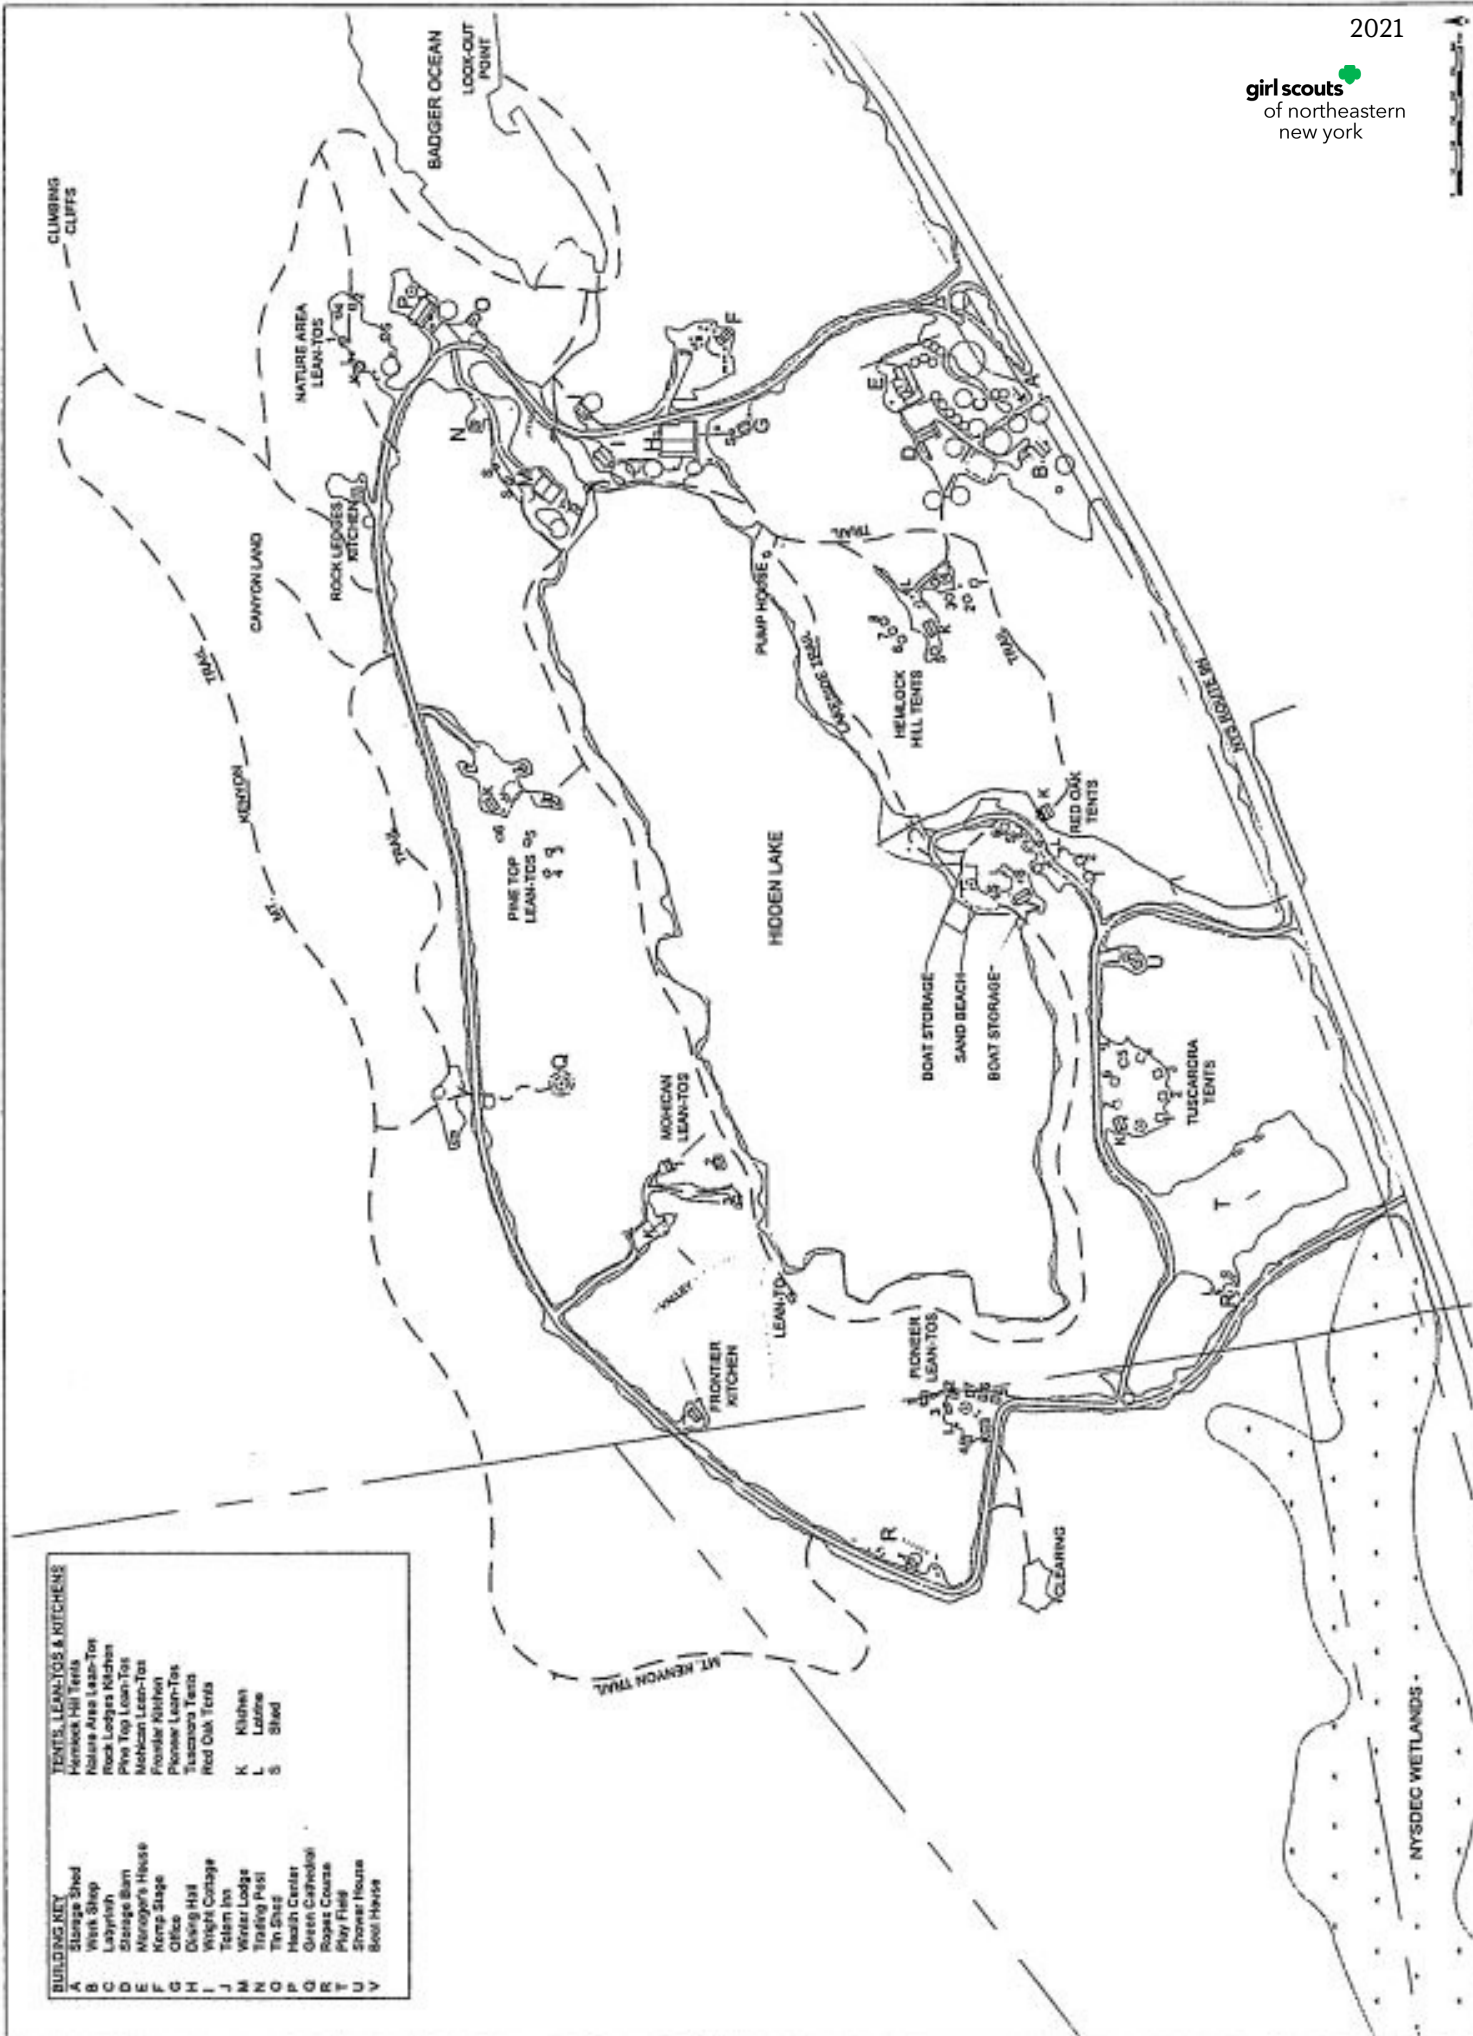 2021
girl scouts
of northeastern
new york
CLIMBING
CLIFFS
BADGER OCEAN
LOOK-OUT
POINT
NATURE AREA
LEAN-TOS
ROCK LEDGES
KITCHEN
CANYON LAND
TRAIL
KENYON
MT.
TRAIL
PINE TOP
LEAN-TOS
HIDDEN LAKE
PUMP HOUSE
LAKESIDE TRAIL
TRAIL
HEMLOCK
HILL TENTS
TRAIL
NYS ROUTE 9N
RED OAK
TENTS
BOAT STORAGE
SAND BEACH
BOAT STORAGE
TUSCARORA
TENTS
MOHICAN
LEAN-TOS
VALLEY
LEAN-TO
FRONTIER
KITCHEN
PIONEER
LEAN-TOS
CLEARING
MT. KENYON TRAIL
NYSDEC WETLANDS
P
O
N
J
I
H
F
G
E
D
C
A
B
Q
R
T
R
U
BUILDING KEY
A Storage Shed
B Work Shop
C Labyrinth
D Storage Barn
E Manager's House
F Kemp Stage
G Office
H Dining Hall
I Wright Cottage
J Totem Inn
M Winter Lodge
N Trading Post
O Tin Shed
P Health Center
Q Green Cathedral
R Ropes Course
T Play Field
U Shower House
V Boat House
TENTS, LEAN-TOS & KITCHENS
Hemlock Hill Tents
Nature Area Lean-Tos
Rock Ledges Kitchen
Pine Top Lean-Tos
Mohican Lean-Tos
Frontier Kitchen
Pioneer Lean-Tos
Tuscarora Tents
Red Oak Tents
K Kitchen
L Latrine
S Shed